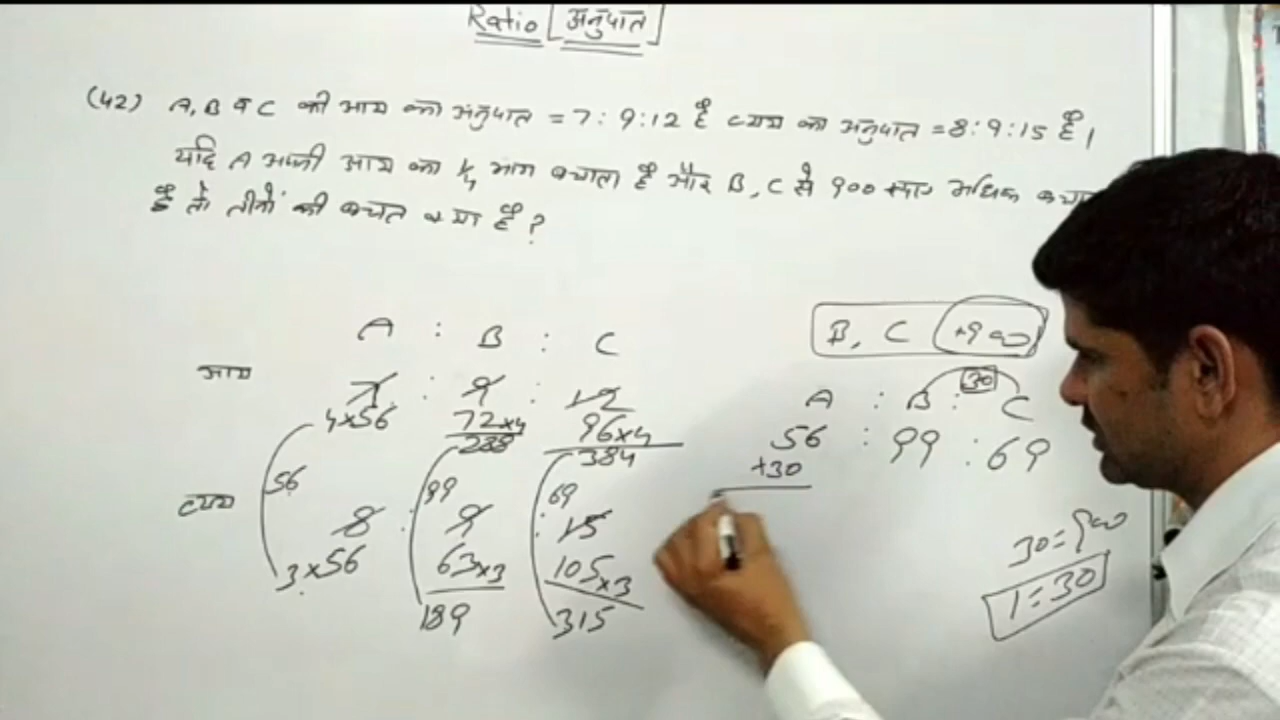 Ratio [अनुपात]
(42) A, B व C की आय का अनुपात = 7 : 9 : 12 है व्यय का अनुपात = 8 : 9 : 15 है।
यदि A अपनी आय का 1/4 भाग बचाता है और B, C से 900 रूपए अधिक बचा
है तो तीनों की बचत क्या है?
A : B : C
आय 7 : 9 : 12
4×56 72×4 96×4
288 384
56 99 69
व्यय 8 : 9 : 15
3×56 63×3 105×3
189 315
B, C +900
30
A : B : C
56 : 99 : 69
×30
30=900
1=30